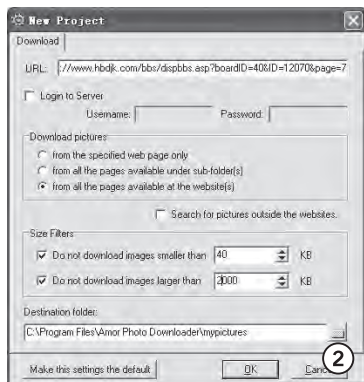 New Project
Download
URL: ://www.hbdjk.com/bbs/dispbbs.asp?boardID=40&ID=12070&page=7
Login to Server
Username: Password:
Download pictures
from the specified web page only
from all the pages available under sub-folder(s)
from all the pages available at the website(s)
Search for pictures outside the websites.
Size Filters
Do not download images smaller than 40 KB
Do not download images larger than 2000 KB
Destination folder:
C:\Program Files\Amor Photo Downloader\mypictures ...
Make this settings the default OK Canc
2